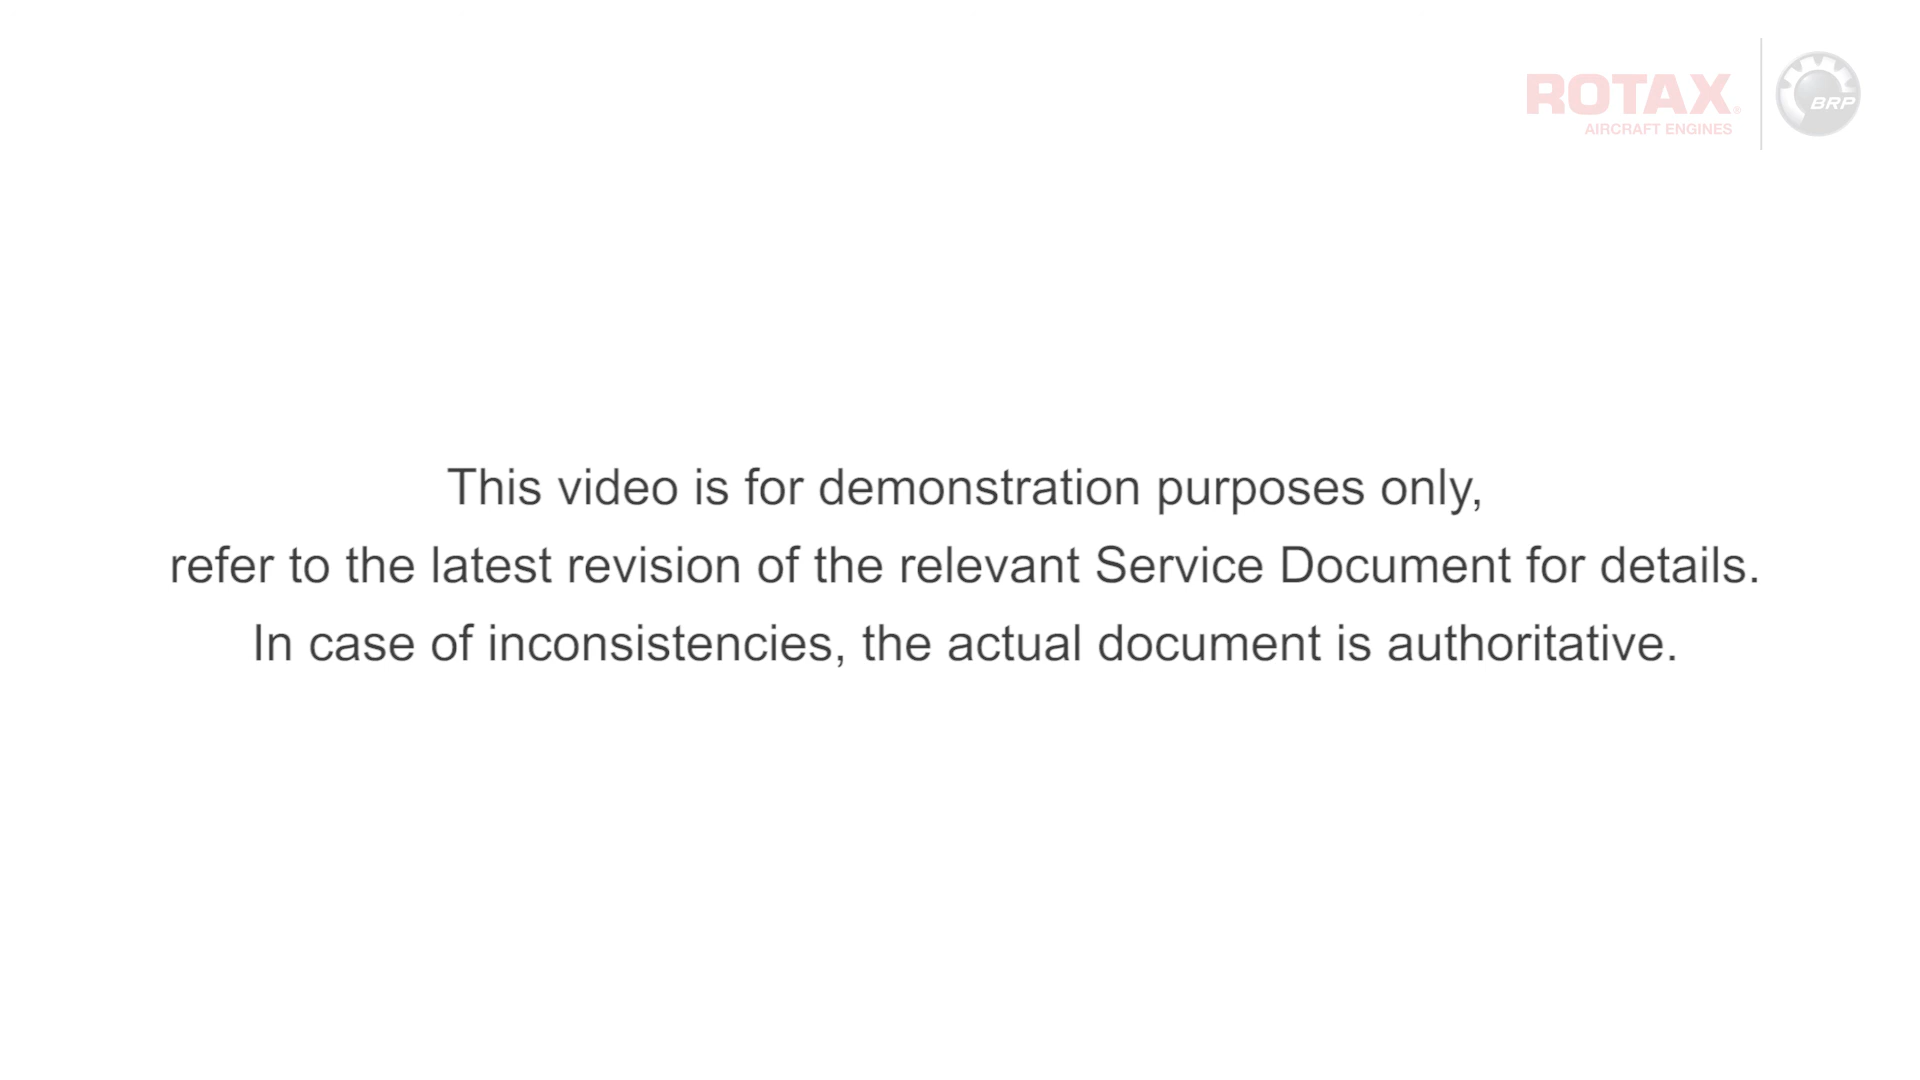 ROTAX®
AIRCRAFT ENGINES
BRP
This video is for demonstration purposes only,
refer to the latest revision of the relevant Service Document for details.
In case of inconsistencies, the actual document is authoritative.